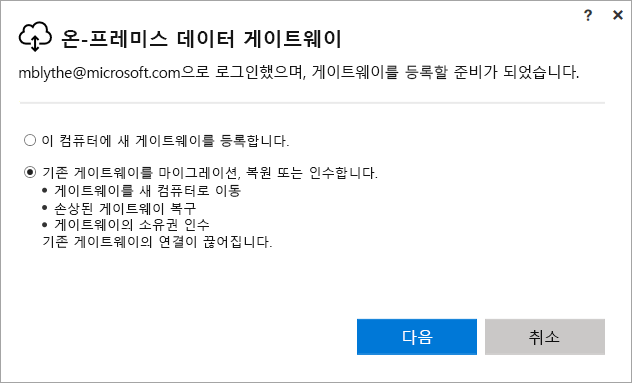 ? ×
온-프레미스 데이터 게이트웨이
mblythe@microsoft.com으로 로그인했으며, 게이트웨이를 등록할 준비가 되었습니다.
이 컴퓨터에 새 게이트웨이를 등록합니다.
기존 게이트웨이를 마이그레이션, 복원 또는 인수합니다.
• 게이트웨이를 새 컴퓨터로 이동
• 손상된 게이트웨이 복구
• 게이트웨이의 소유권 인수
기존 게이트웨이의 연결이 끊어집니다.
다음 취소